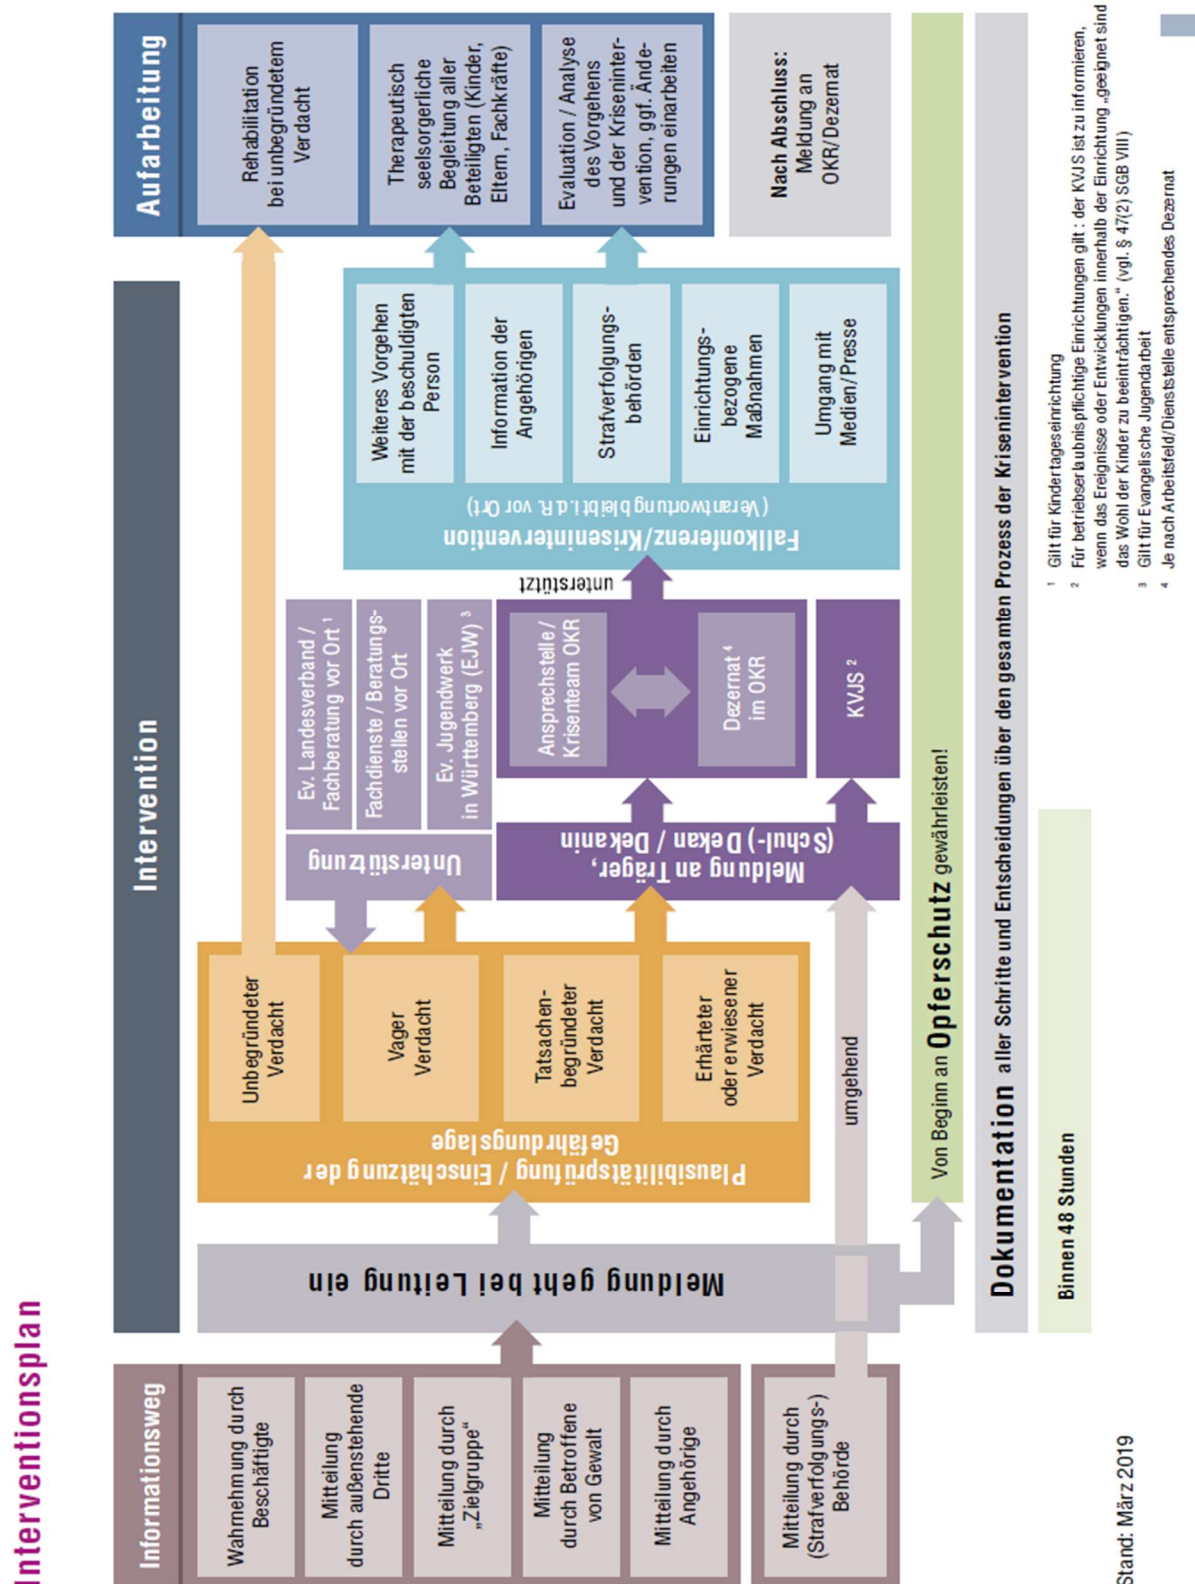 Interventionsplan
Informationsweg
Wahrnehmung durch
Beschäftigte
Mitteilung
durch außenstehende
Dritte
Mitteilung durch
„Zielgruppe“
Mitteilung
durch Betroffene
von Gewalt
Mitteilung durch
Angehörige
Mitteilung durch
(Strafverfolgungs-)
Behörde
Intervention
Meldung geht bei Leitung ein
umgehend
Plausibilitätsprüfung / Einschätzung der
Gefährdungslage
Unbegründeter
Verdacht
Vager
Verdacht
Tatsachen-
begründeter
Verdacht
Erhärteter
oder erwiesener
Verdacht
Unterstützung
Ev. Landesverband /
Fachberatung vor Ort ¹
Fachdienste / Beratungs-
stellen vor Ort
Ev. Jugendwerk
in Württemberg (EJW) ³
Meldung an Träger,
(Schul-) Dekan / Dekanin
Ansprechstelle /
Krisenteam OKR
Dezernat ⁴
im OKR
KVJS ²
unterstützt
Fallkonferenz/Krisenintervention
(Verantwortung bleibt i.d.R. vor Ort)
Weiteres Vorgehen
mit der beschuldigten
Person
Information der
Angehörigen
Strafverfolgungs-
behörden
Einrichtungs-
bezogene
Maßnahmen
Umgang mit
Medien/Presse
Aufarbeitung
Rehabilitation
bei unbegründetem
Verdacht
Therapeutisch
seelsorgerliche
Begleitung aller
Beteiligten (Kinder,
Eltern, Fachkräfte)
Evaluation / Analyse
des Vorgehens
und der Kriseninter-
vention, ggf. Ände-
rungen einarbeiten
Nach Abschluss:
Meldung an
OKR/Dezernat
Von Beginn an Opferschutz gewährleisten!
Dokumentation aller Schritte und Entscheidungen über den gesamten Prozess der Krisenintervention
Binnen 48 Stunden
¹ Gilt für Kindertageseinrichtung
² Für betriebserlaubnispflichtige Einrichtungen gilt : der KVJS ist zu informieren,
wenn das Ereignisse oder Entwicklungen innerhalb der Einrichtung „geeignet sind
das Wohl der Kinder zu beeinträchtigen.“ (vgl. § 47(2) SGB VIII)
³ Gilt für Evangelische Jugendarbeit
⁴ Je nach Arbeitsfeld/Dienststelle entsprechendes Dezernat
Stand: März 2019